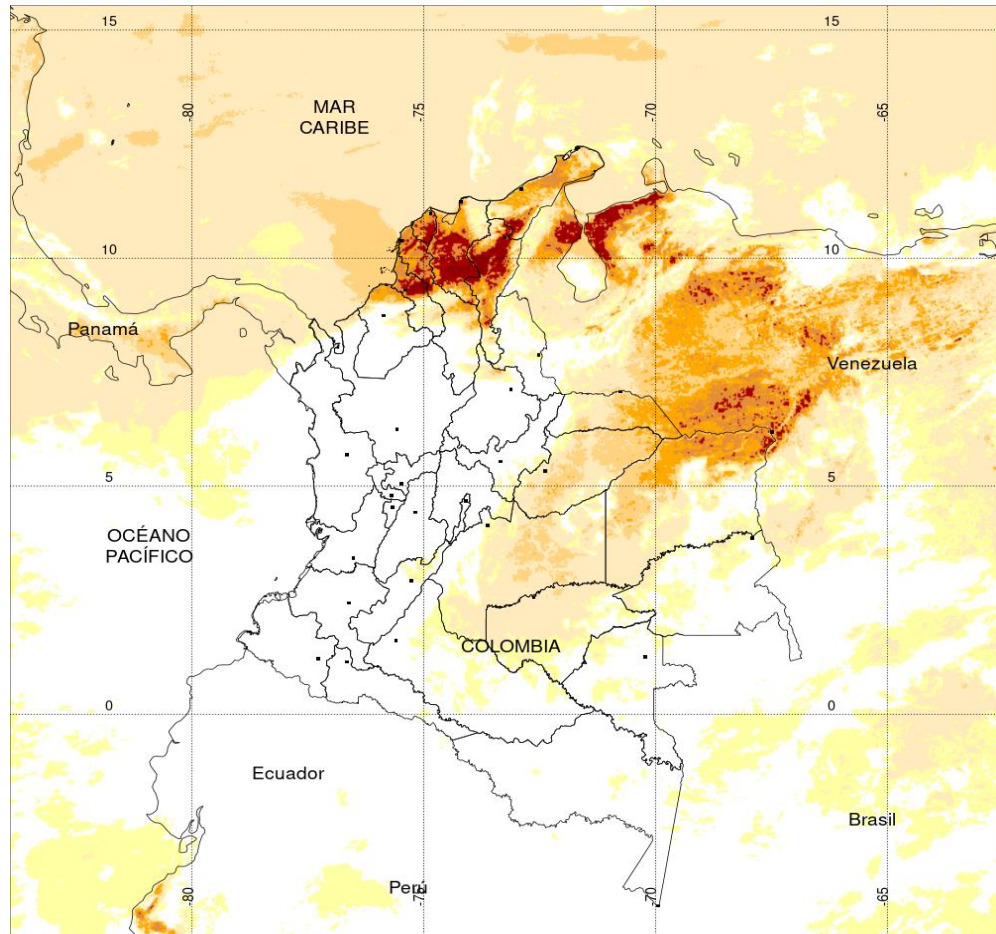 15
15
-80
-75
-70
-65
MAR
CARIBE
10
10
Panamá
Venezuela
5
5
OCÉANO
PACÍFICO
COLOMBIA
0
0
Ecuador
Brasil
Perú
-80
-75
-70
-65